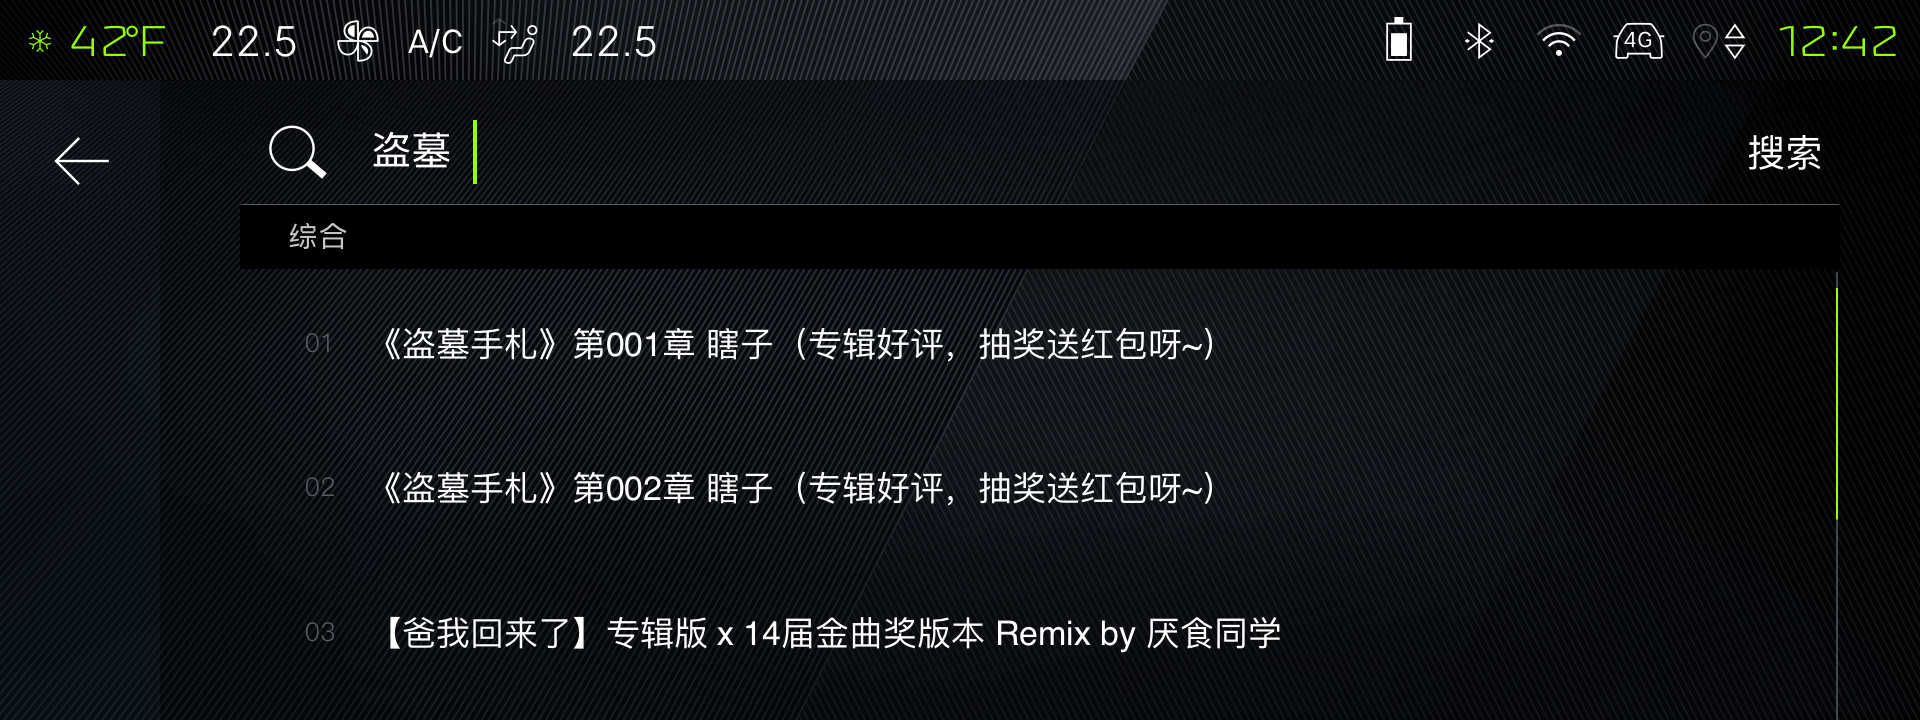 42°F 22.5 A/C 22.5 4G 12:42
盗墓 搜索
综合
01 《盗墓手札》第001章 瞎子（专辑好评，抽奖送红包呀~）
02 《盗墓手札》第002章 瞎子（专辑好评，抽奖送红包呀~）
03 【爸我回来了】专辑版 x 14届金曲奖版本 Remix by 厌食同学